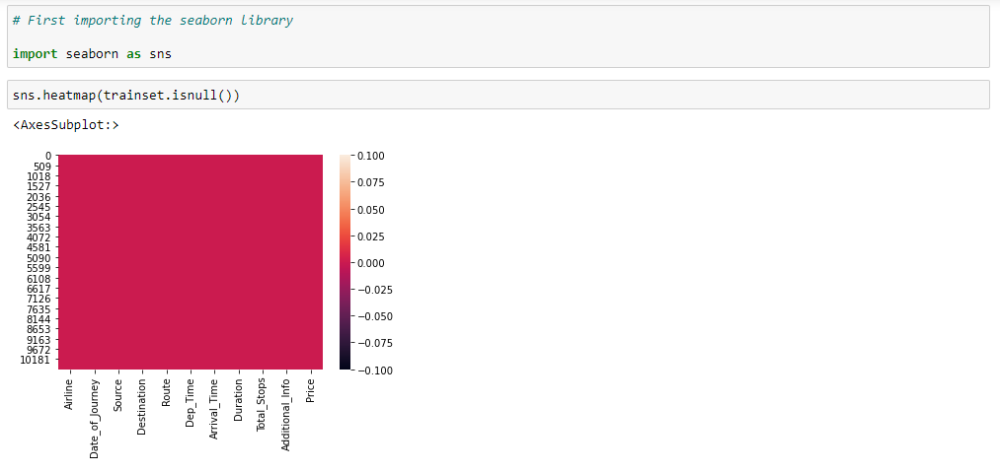 # First importing the seaborn library
import seaborn as sns
sns.heatmap(trainset.isnull())
<AxesSubplot:>
0
509
1018
1527
2036
2545
3054
3563
4072
4581
5090
5599
6108
6617
7126
7635
8144
8653
9163
9672
10181
0.100
0.075
0.050
0.025
0.000
−0.025
−0.050
−0.075
−0.100
Airline
Date_of_Journey
Source
Destination
Route
Dep_Time
Arrival_Time
Duration
Total_Stops
Additional_Info
Price